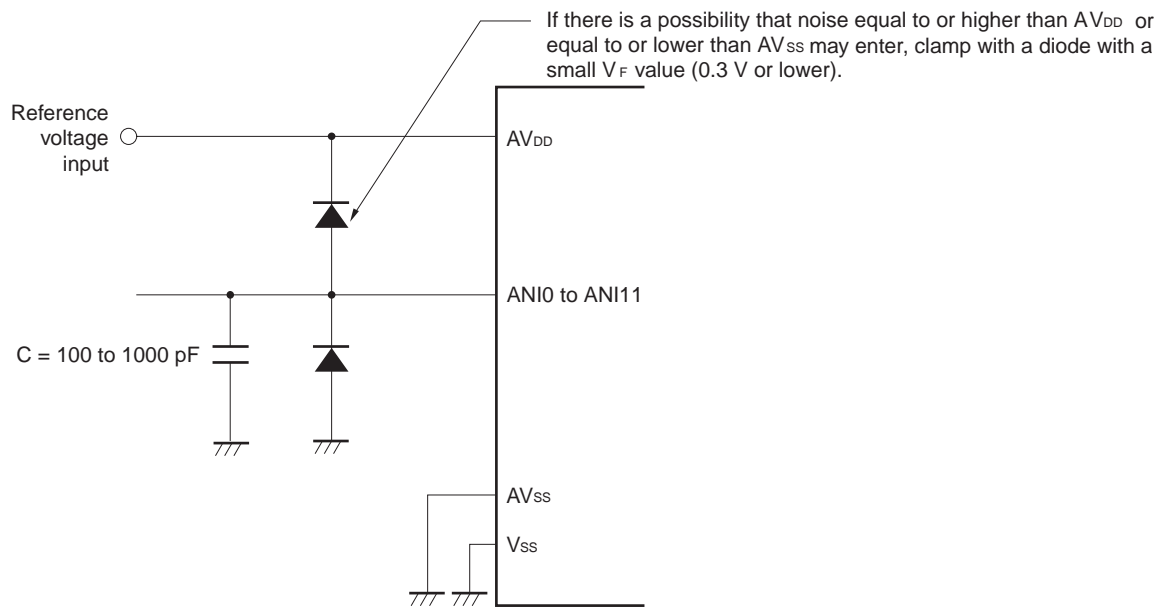 If there is a possibility that noise equal to or higher than AVDD or
equal to or lower than AVSS may enter, clamp with a diode with a
small VF value (0.3 V or lower).
Reference
voltage
input
AVDD
ANI0 to ANI11
C = 100 to 1000 pF
AVSS
VSS